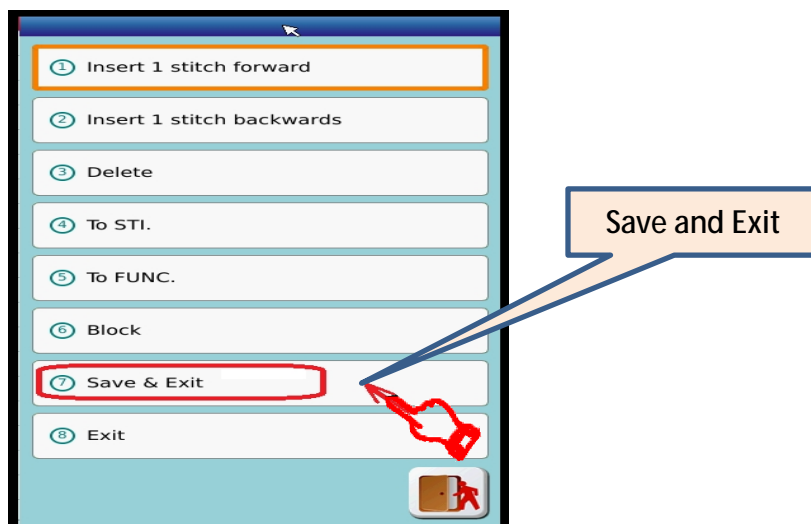 ① Insert 1 stitch forward
② Insert 1 stitch backwards
③ Delete
④ To STI.
⑤ To FUNC.
⑥ Block
⑦ Save & Exit
⑧ Exit
Save and Exit